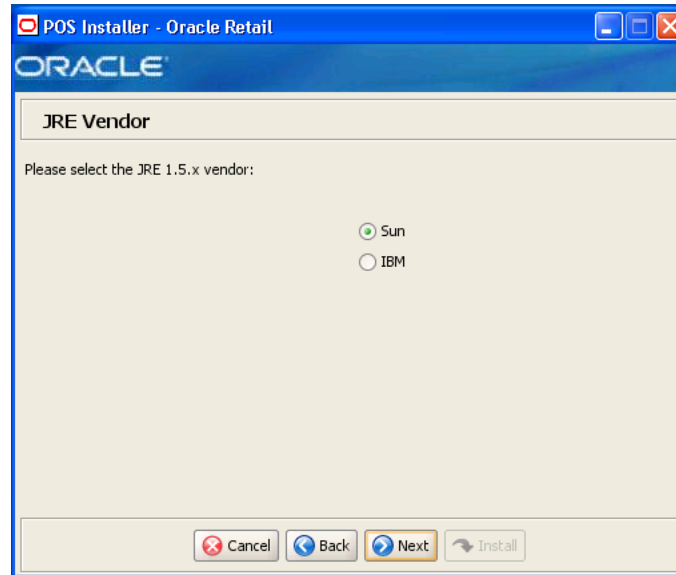 POS Installer - Oracle Retail
ORACLE
JRE Vendor
Please select the JRE 1.5.x vendor:
Sun
IBM
Cancel Back Next Install